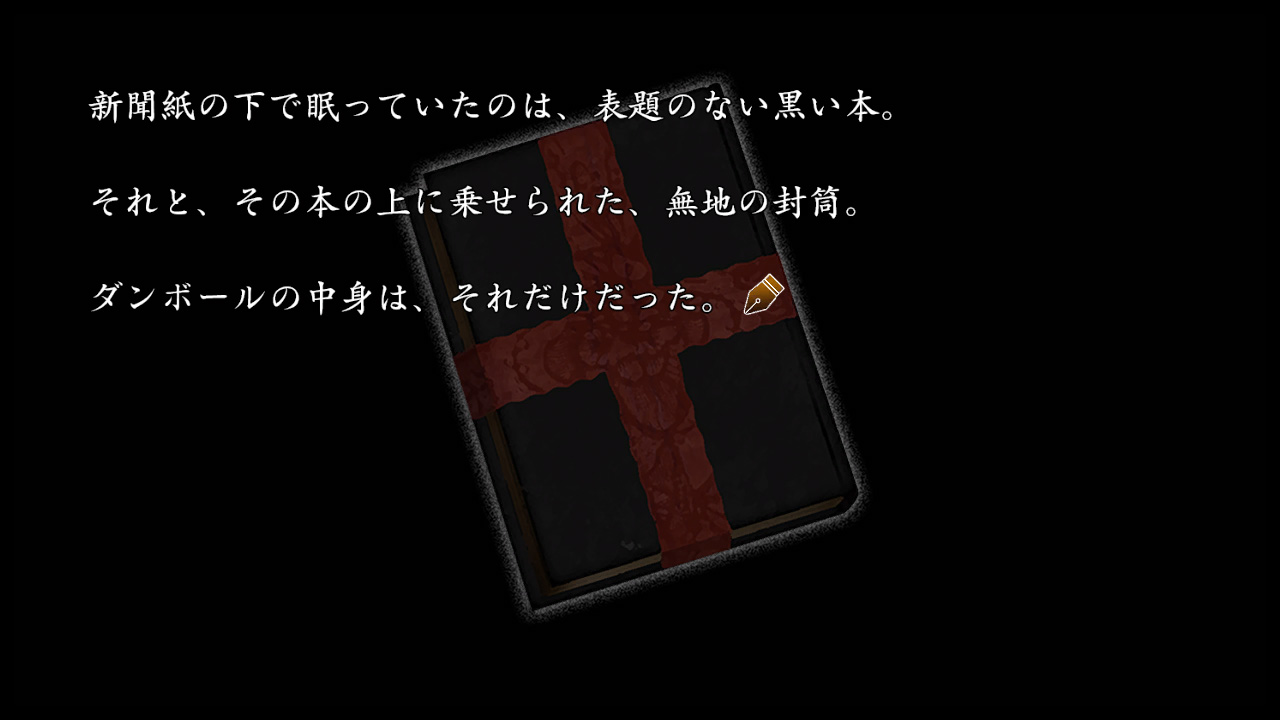 新聞紙の下で眠っていたのは、表題のない黒い本。
それと、その本の上に乗せられた、無地の封筒。
ダンボールの中身は、それだけだった。